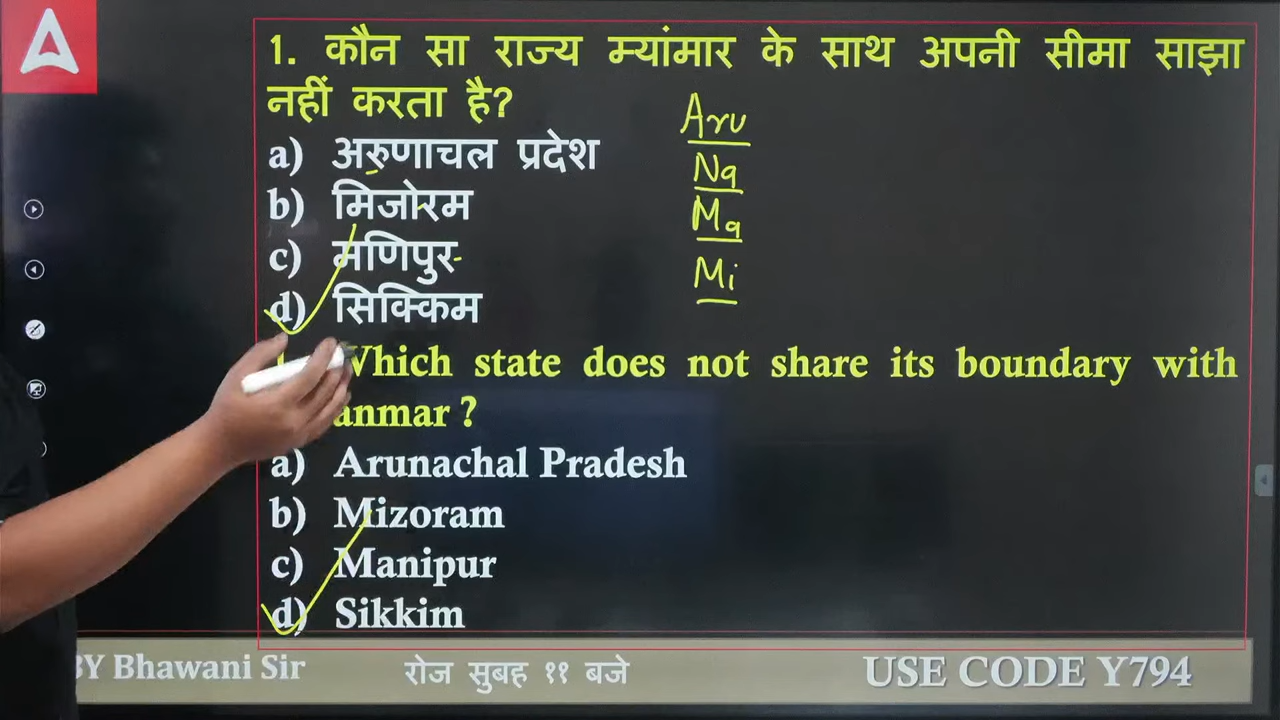 1. कौन सा राज्य म्यांमार के साथ अपनी सीमा साझा
नहीं करता है?
a) अरुणाचल प्रदेश
b) मिजोरम
c) मणिपुर
d) सिक्किम
Aru
Na
Ma
Mi
Which state does not share its boundary with
anmar ?
a) Arunachal Pradesh
b) Mizoram
c) Manipur
d) Sikkim
BY Bhawani Sir
रोज सुबह ११ बजे
USE CODE Y794